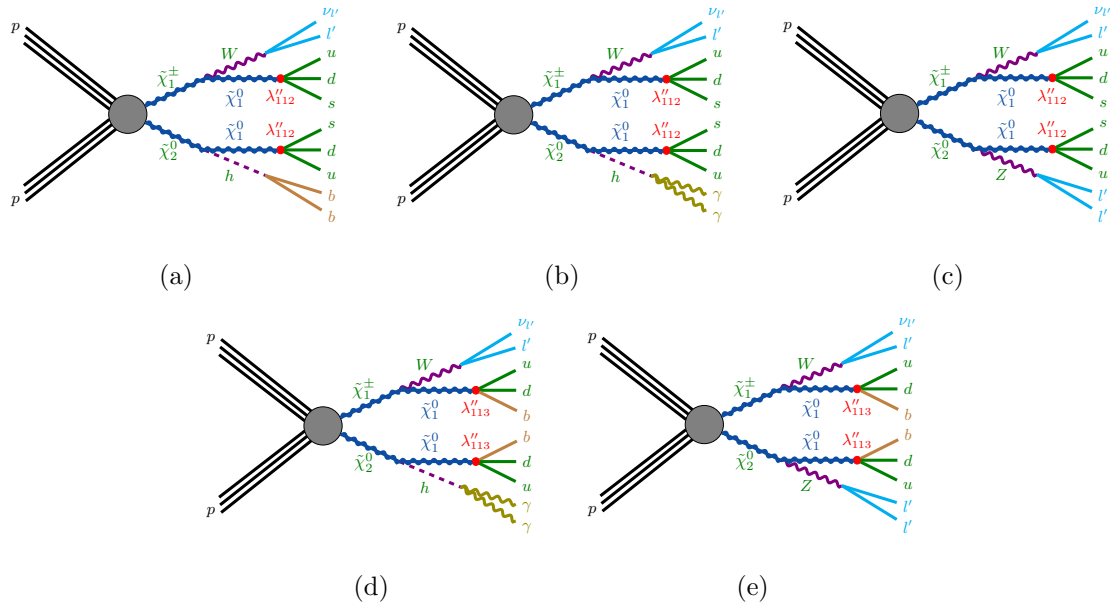 p p
W ν_{l'} l'
χ̃₁^± χ̃₁⁰ λ''₁₁₂ u d s
χ̃₂⁰ χ̃₁⁰ λ''₁₁₂ s d u
h b b
(a)
p p
W ν_{l'} l'
χ̃₁^± χ̃₁⁰ λ''₁₁₂ u d s
χ̃₂⁰ χ̃₁⁰ λ''₁₁₂ s d u
h γ γ
(b)
p p
W ν_{l'} l'
χ̃₁^± χ̃₁⁰ λ''₁₁₂ u d s
χ̃₂⁰ χ̃₁⁰ λ''₁₁₂ s d u
Z l' l'
(c)
p p
W ν_{l'} l'
χ̃₁^± χ̃₁⁰ λ''₁₁₃ u d b
χ̃₂⁰ χ̃₁⁰ λ''₁₁₃ b d u
h γ γ
(d)
p p
W ν_{l'} l'
χ̃₁^± χ̃₁⁰ λ''₁₁₃ u d b
χ̃₂⁰ χ̃₁⁰ λ''₁₁₃ b d u
Z l' l'
(e)